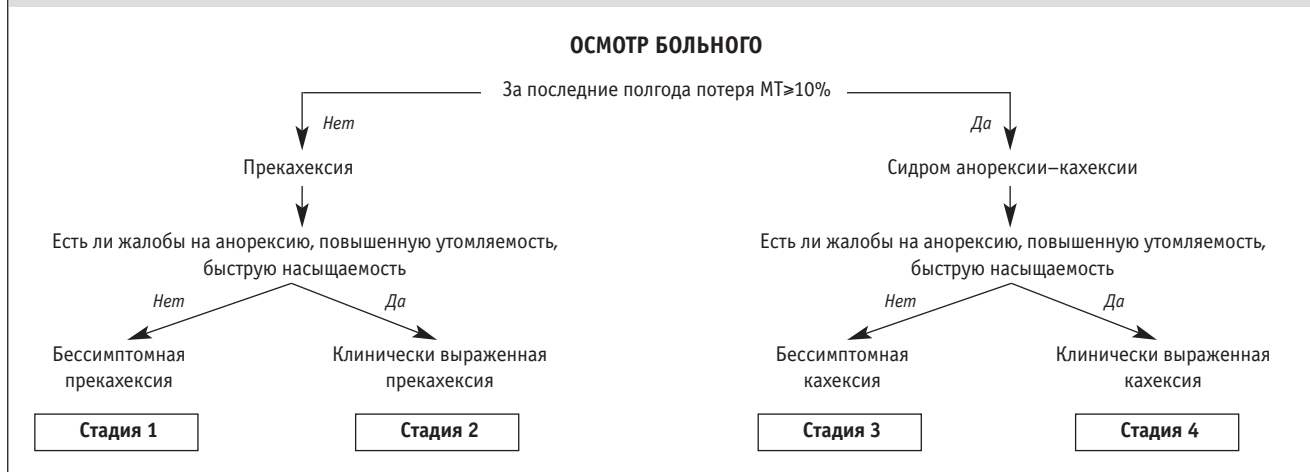 ОСМОТР БОЛЬНОГО
За последние полгода потеря МТ⩾10%
Нет
Да
Прекахексия
Сидром анорексии–кахексии
Есть ли жалобы на анорексию, повышенную утомляемость,
быструю насыщаемость
Есть ли жалобы на анорексию, повышенную утомляемость,
быструю насыщаемость
Нет
Да
Нет
Да
Бессимптомная
прекахексия
Клинически выраженная
прекахексия
Бессимптомная
кахексия
Клинически выраженная
кахексия
Стадия 1
Стадия 2
Стадия 3
Стадия 4